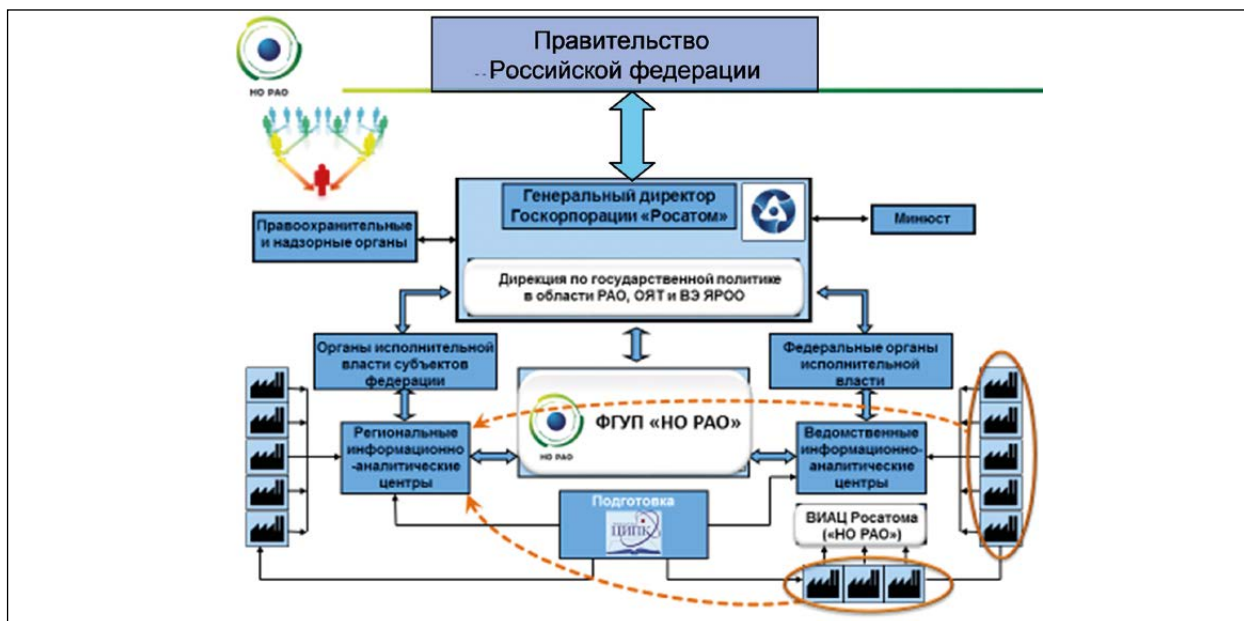 Правительство
Российской федерации
НО РАО
Генеральный директор
Госкорпорации «Росатом»
Правоохранительные
и надзорные органы
Минюст
Дирекция по государственной политике
в области РАО, ОЯТ и ВЭ ЯРОО
Органы исполнительной
власти субъектов
федерации
Федеральные органы
исполнительной
власти
ФГУП «НО РАО»
НО РАО
Региональные
информационно
-аналитические
центры
Ведомственные
информационно-
аналитические
центры
Подготовка
ЦИПК
ВИАЦ Росатома
(«НО РАО»)